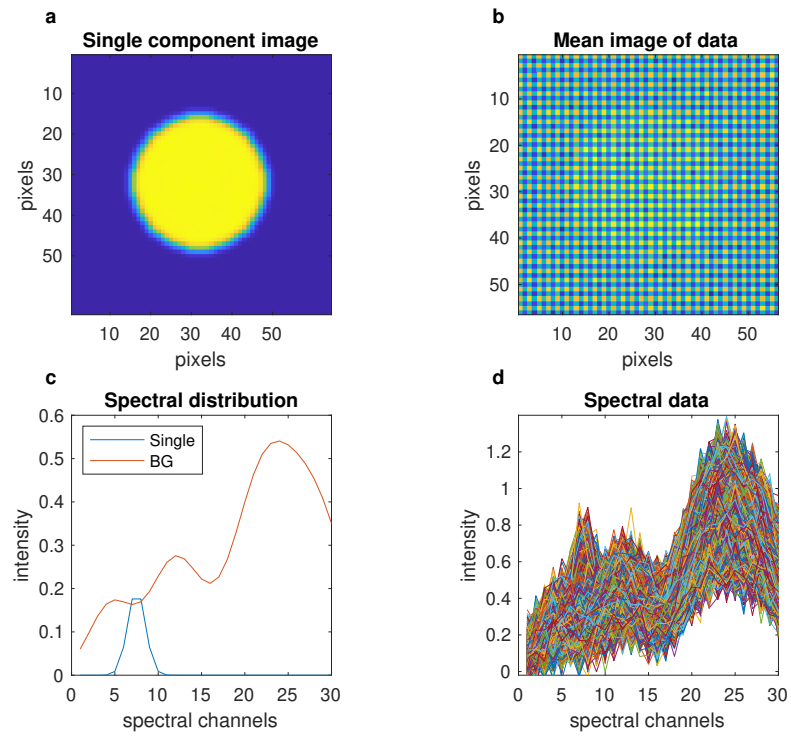 a
Single component image
10
20
30
40
50
pixels
10 20 30 40 50
pixels
b
Mean image of data
10
20
30
40
50
pixels
10 20 30 40 50
pixels
c
Spectral distribution
0.6
0.5
0.4
0.3
0.2
0.1
0
intensity
Single
BG
0 5 10 15 20 25 30
spectral channels
d
Spectral data
1.2
1
0.8
0.6
0.4
0.2
0
intensity
0 5 10 15 20 25 30
spectral channels